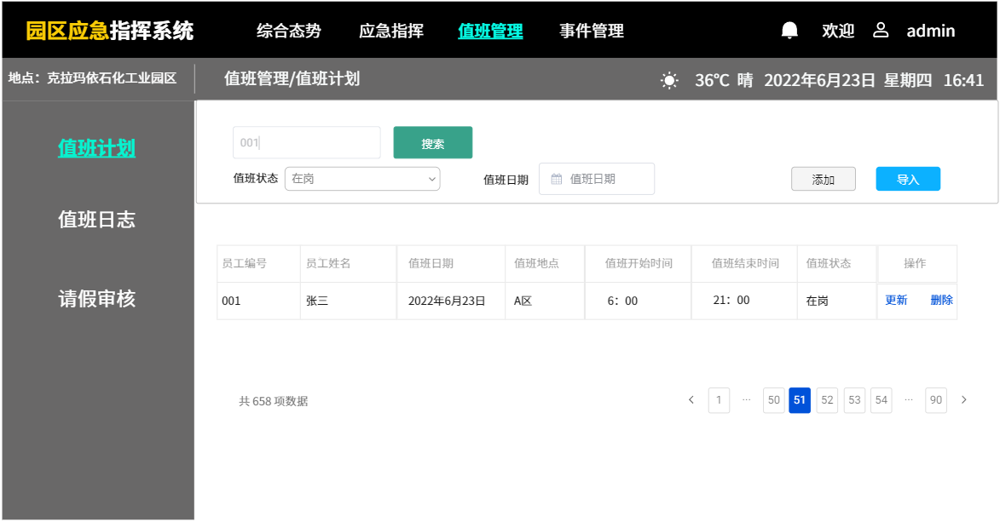 园区应急指挥系统 综合态势 应急指挥 值班管理 事件管理 欢迎 admin
地点：克拉玛依石化工业园区 值班管理/值班计划 36℃ 晴 2022年6月23日 星期四 16:41
值班计划
值班日志
请假审核
001 搜索
值班状态 在岗 值班日期 值班日期 添加 导入
员工编号 员工姓名 值班日期 值班地点 值班开始时间 值班结束时间 值班状态 操作
001 张三 2022年6月23日 A区 6：00 21：00 在岗 更新 删除
共 658 项数据 < 1 ··· 50 51 52 53 54 ··· 90 >